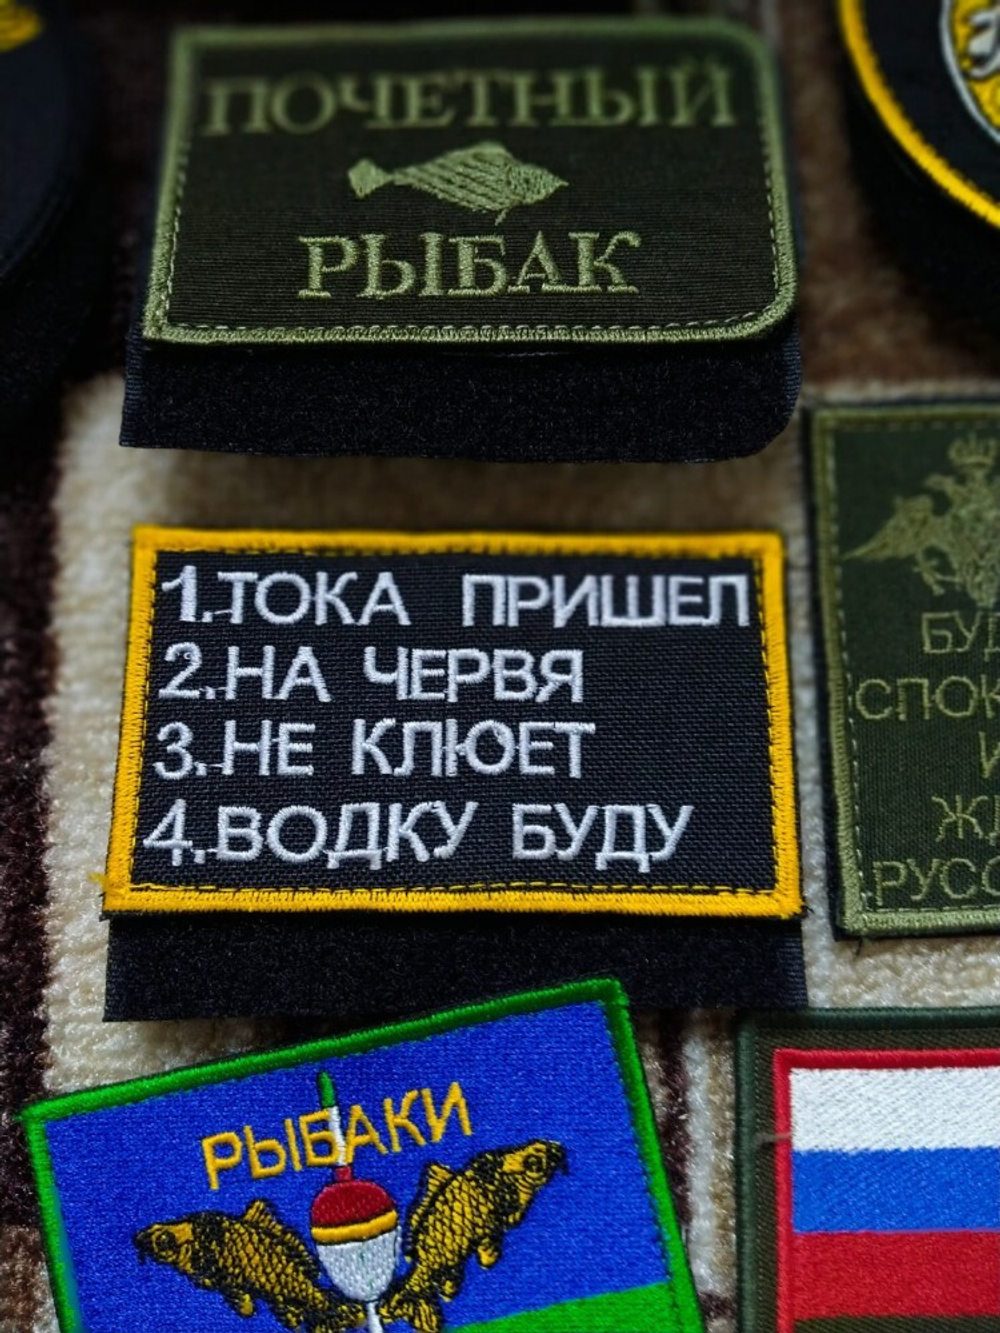 ПОЧЕТНЫЙ
РЫБАК
1.ТОКА ПРИШЕЛ
2.НА ЧЕРВЯ
3.НЕ КЛЮЕТ
4.ВОДКУ БУДУ
РЫБАКИ